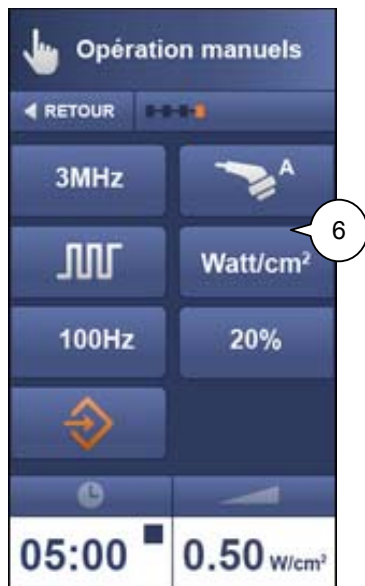 Opération manuels
RETOUR
3MHz
A
6
Watt/cm²
100Hz
20%
05:00
0.50 W/cm²